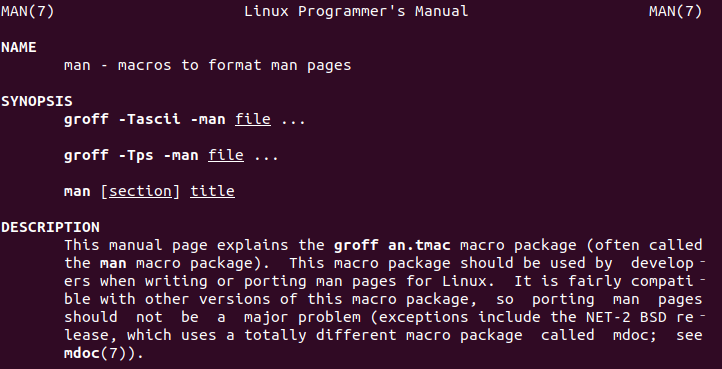 MAN(7) Linux Programmer's Manual MAN(7)
NAME
man - macros to format man pages
SYNOPSIS
groff -Tascii -man file ...
groff -Tps -man file ...
man [section] title
DESCRIPTION
This manual page explains the groff an.tmac macro package (often called
the man macro package). This macro package should be used by develop-
ers when writing or porting man pages for Linux. It is fairly compati-
ble with other versions of this macro package, so porting man pages
should not be a major problem (exceptions include the NET-2 BSD re-
lease, which uses a totally different macro package called mdoc; see
mdoc(7)).